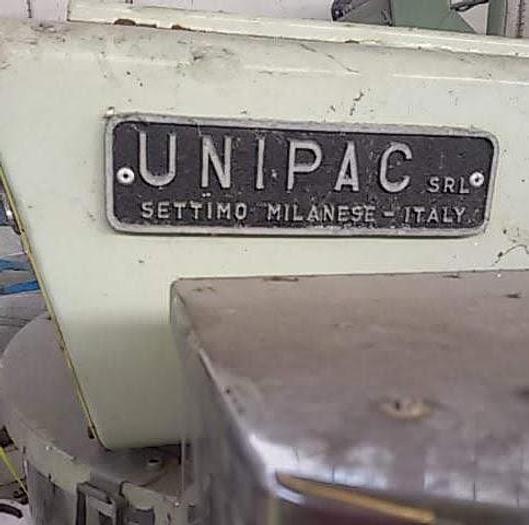 UNIPAC SRL
SETTIMO MILANESE - ITALY